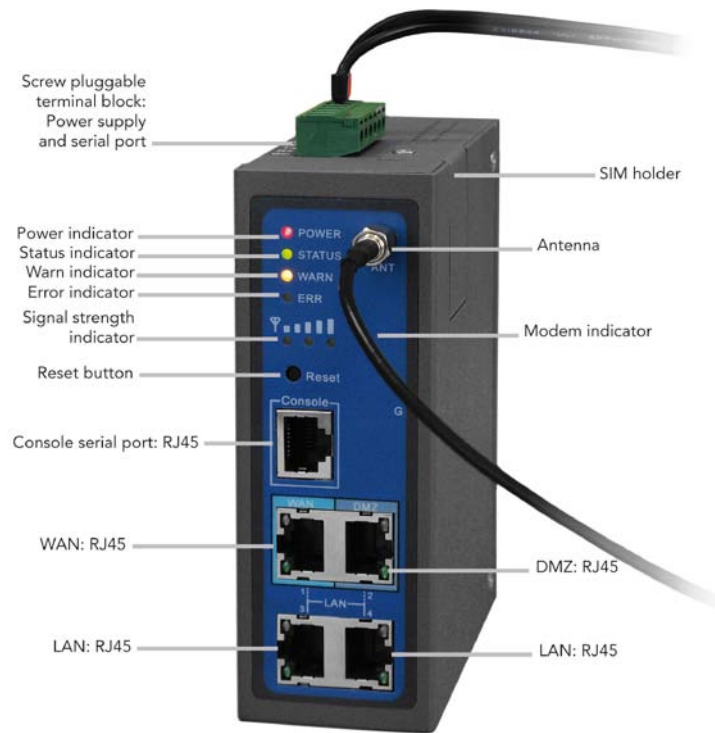 Screw pluggable
terminal block:
Power supply
and serial port
SIM holder
Power indicator
Status indicator
Warn indicator
Error indicator
Signal strength
indicator
Reset button
Console serial port: RJ45
WAN: RJ45
LAN: RJ45
Antenna
Modem indicator
DMZ: RJ45
LAN: RJ45
POWER
STATUS
WARN
ERR
ANT
Reset
Console
G
WAN
DMZ
1
2
LAN
3
4